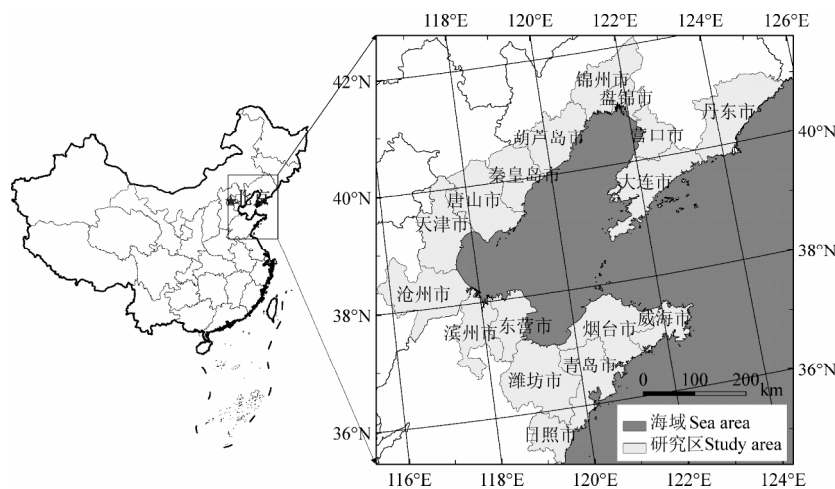 118°E 120°E 122°E 124°E 126°E
42°N
锦州市
盘锦市
丹东市
葫芦岛市
营口市
40°N
秦皇岛市
大连市
40°N
唐山市
北京
天津市
38°N
沧州市
38°N
滨州市
东营市
烟台市
威海市
青岛市
36°N
潍坊市
0 100 200
km
日照市
36°N
海域 Sea area
研究区 Study area
116°E 118°E 120°E 122°E 124°E